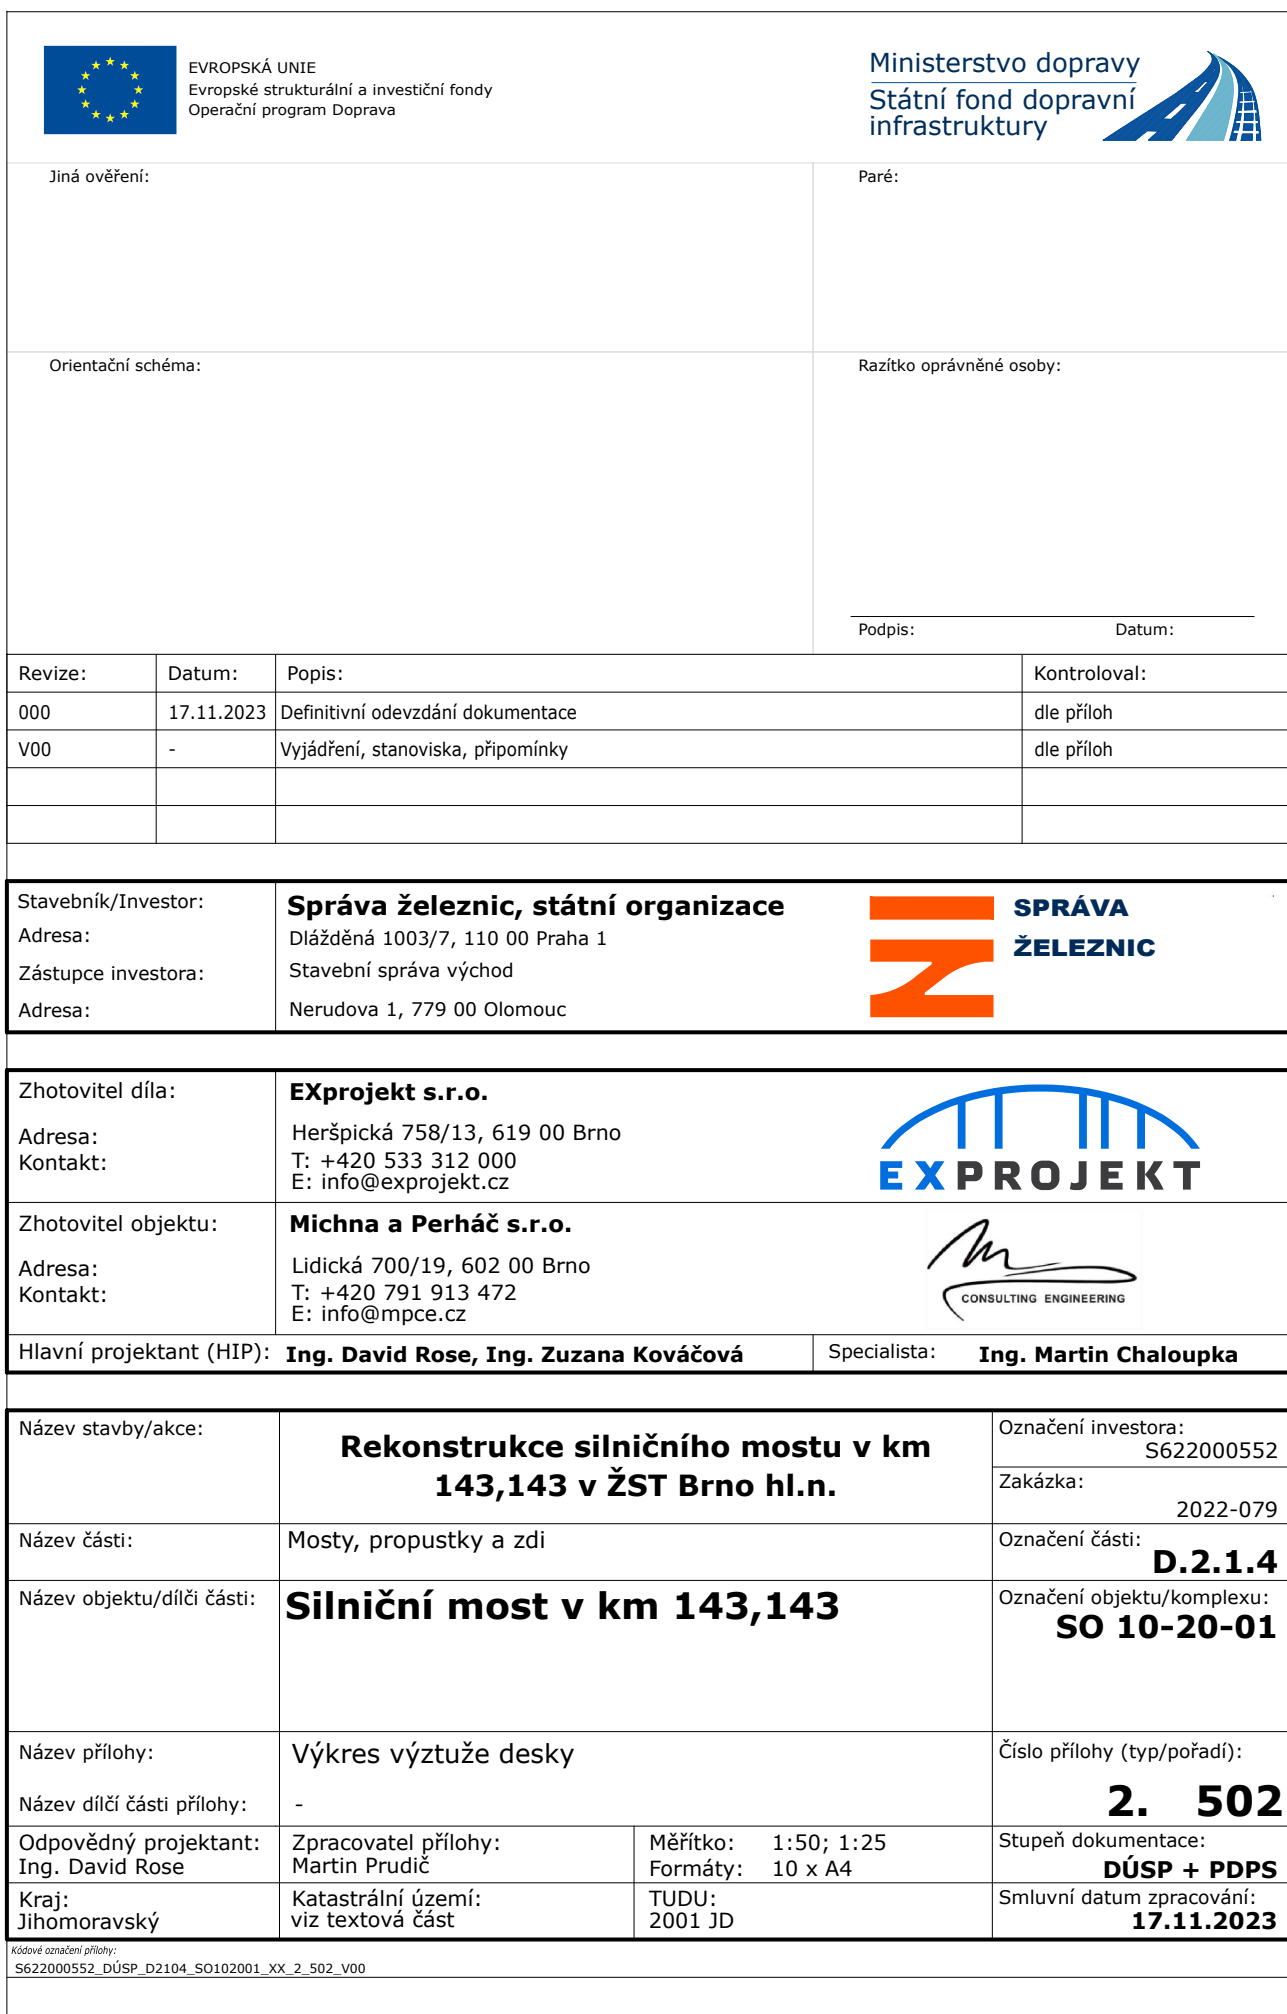 EVROPSKÁ UNIE
Evropské strukturální a investiční fondy
Operační program Doprava
Ministerstvo dopravy
Státní fond dopravní
infrastruktury
Jiná ověření:
Paré:
Orientační schéma:
Razítko oprávněné osoby:
Podpis: Datum:
Revize: Datum: Popis: Kontroloval:
000 17.11.2023 Definitivní odevzdání dokumentace dle příloh
V00 - Vyjádření, stanoviska, připomínky dle příloh
Stavebník/Investor: Správa železnic, státní organizace
Adresa: Dlážděná 1003/7, 110 00 Praha 1
Zástupce investora: Stavební správa východ
Adresa: Nerudova 1, 779 00 Olomouc
SPRÁVA
ŽELEZNIC
Zhotovitel díla: EXprojekt s.r.o.
Adresa: Heršpická 758/13, 619 00 Brno
Kontakt: T: +420 533 312 000
E: info@exprojekt.cz
EXPROJEKT
Zhotovitel objektu: Michna a Perháč s.r.o.
Adresa: Lidická 700/19, 602 00 Brno
Kontakt: T: +420 791 913 472
E: info@mpce.cz
CONSULTING ENGINEERING
Hlavní projektant (HIP): Ing. David Rose, Ing. Zuzana Kováčová Specialista: Ing. Martin Chaloupka
Název stavby/akce: Rekonstrukce silničního mostu v km
143,143 v ŽST Brno hl.n.
Označení investora:
S622000552
Zakázka:
2022-079
Název části: Mosty, propustky a zdi
Označení části:
D.2.1.4
Název objektu/dílči části: Silniční most v km 143,143
Označení objektu/komplexu:
SO 10-20-01
Název přílohy: Výkres výztuže desky
Číslo přílohy (typ/pořadí):
Název dílčí části přílohy: -
2. 502
Odpovědný projektant:
Ing. David Rose
Zpracovatel přílohy:
Martin Prudič
Měřítko: 1:50; 1:25
Formáty: 10 x A4
Stupeň dokumentace:
DÚSP + PDPS
Kraj:
Jihomoravský
Katastrální území:
viz textová část
TUDU:
2001 JD
Smluvní datum zpracování:
17.11.2023
Kódové označení přílohy:
S622000552_DÚSP_D2104_SO102001_XX_2_502_V00